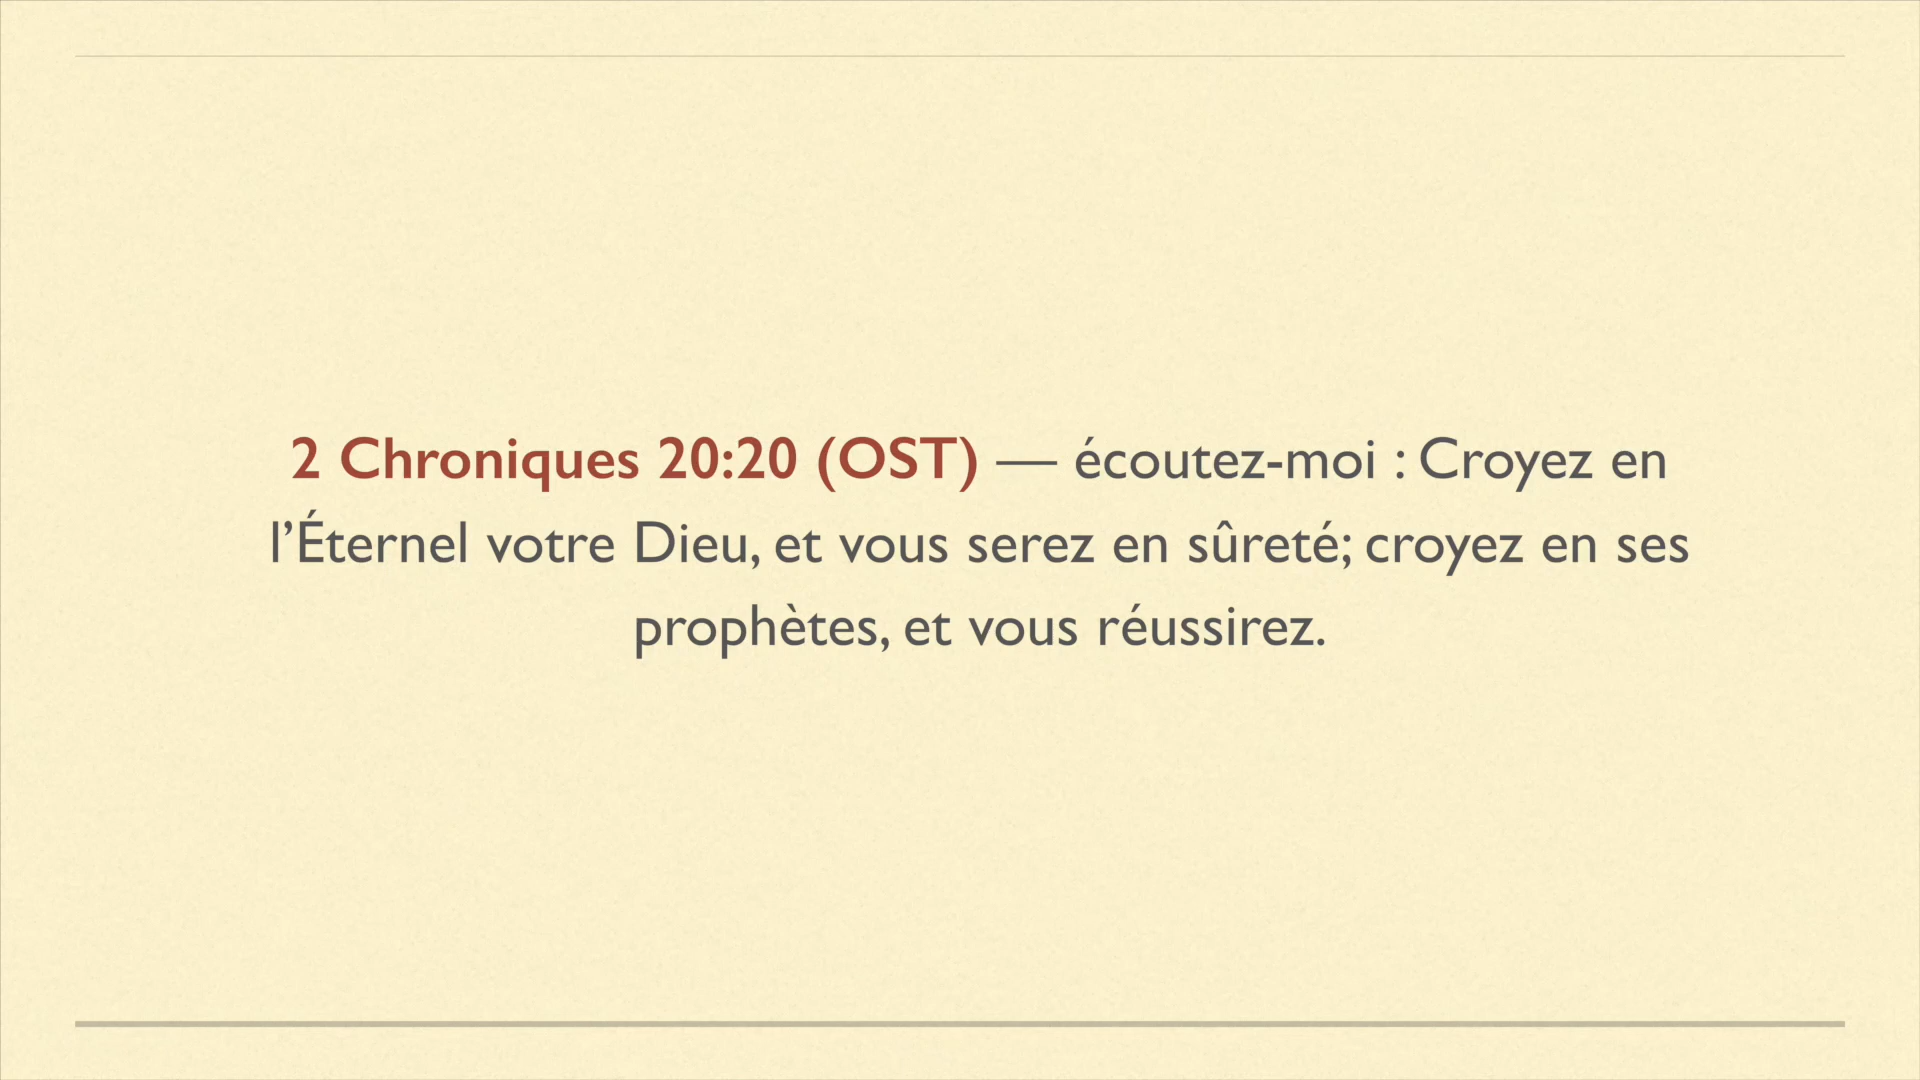 2 Chroniques 20:20 (OST) — écoutez-moi : Croyez en
l’Éternel votre Dieu, et vous serez en sûreté; croyez en ses
prophètes, et vous réussirez.